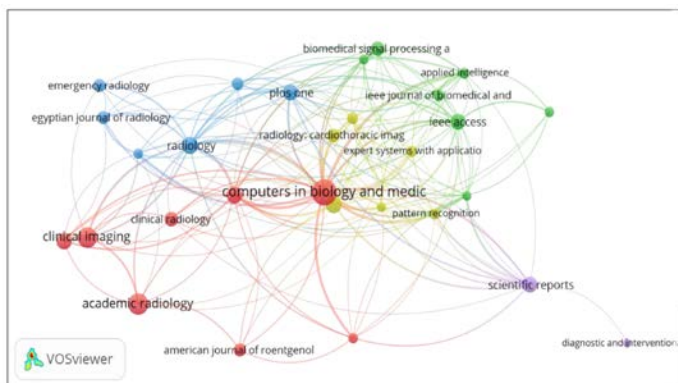 biomedical signal processing a
applied intelligence
emergency radiology
plos one
ieee journal of biomedical and
egyptian journal of radiology
ieee access
radiology: cardiothoracic imag
radiology
expert systems with applicatio
computers in biology and medic
clinical radiology
pattern recognition
clinical imaging
scientific reports
academic radiology
american journal of roentgenol
diagnostic and interventiona
VOSviewer